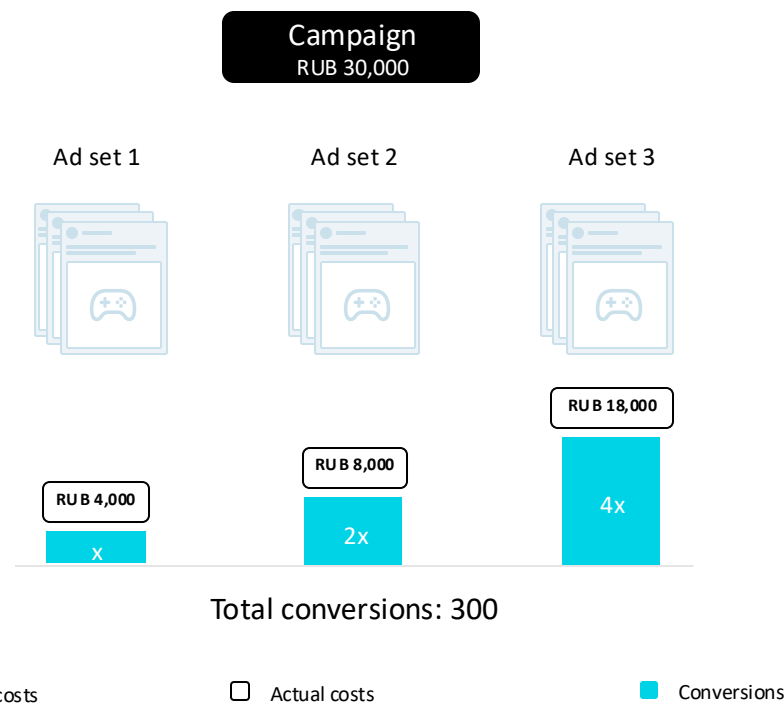 Campaign
RUB 30,000
Ad set 1
Ad set 2
Ad set 3
RUB 18,000
RUB 8,000
RUB 4,000
4x
2x
x
Total conversions: 300
costs
Actual costs
Conversions